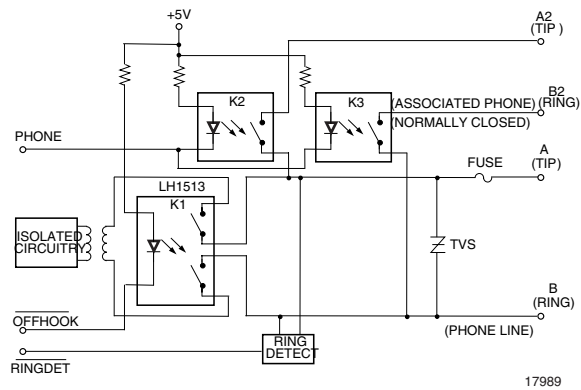 +5V
A2
(TIP )
K2
K3
B2
(ASSOCIATED PHONE) (RING)
(NORMALLY CLOSED)
PHONE
FUSE
A
(TIP)
LH1513
K1
ISOLATED
CIRCUITRY
TVS
B
(RING)
OFFHOOK
(PHONE LINE)
RING
DETECT
RINGDET
17989